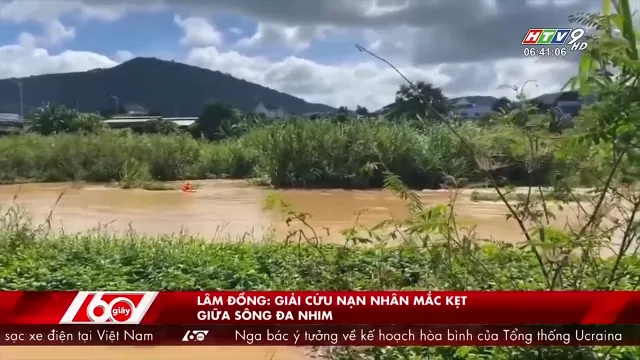 HTV9 HD
06:41:06
60 giây
LÂM ĐỒNG: GIẢI CỨU NẠN NHÂN MẮC KẸT
GIỮA SÔNG ĐA NHIM
sạc xe điện tại Việt Nam 60 Nga bác ý tưởng về kế hoạch hòa bình của Tổng thống Ucraina